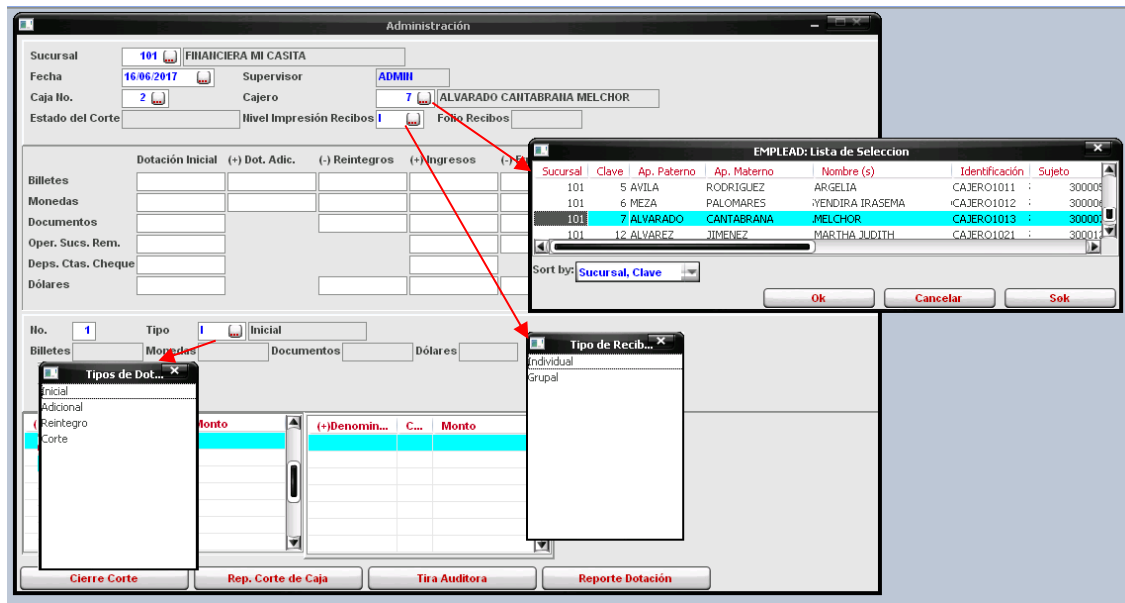 Administración
Sucursal 101 FINANCIERA MI CASITA
Fecha 16/06/2017 Supervisor ADMIN
Caja No. 2 Cajero 7 ALVARADO CANTABRANA MELCHOR
Estado del Corte Nivel Impresión Recibos I Folio Recibos
Dotación Inicial (+) Dot. Adic. (-) Reintegros (+) Ingresos (-)
Billetes
Monedas
Documentos
Oper. Sucs. Rem.
Deps. Ctas. Cheque
Dólares
EMPLEAD: Lista de Seleccion
Sucursal Clave Ap. Paterno Ap. Materno Nombre (s) Identificación Sujeto
101 5 AVILA RODRIGUEZ ARGELIA CAJERO1011 300005
101 6 MEZA PALOMARES YENDIRA IRASEMA CAJERO1012 300006
101 7 ALVARADO CANTABRANA MELCHOR CAJERO1013 300007
101 12 ALVAREZ JIMENEZ MARTHA JUDITH CAJERO1021 30001
Sort by: Sucursal, Clave
Ok Cancelar Sok
No. 1 Tipo I Inicial
Billetes Monedas Documentos Dólares
Tipos de Dot...
Inicial
Adicional
Reintegro
Corte
Tipo de Recib...
Individual
Grupal
Monto (+)Denomin... C... Monto
Cierre Corte Rep. Corte de Caja Tira Auditora Reporte Dotación